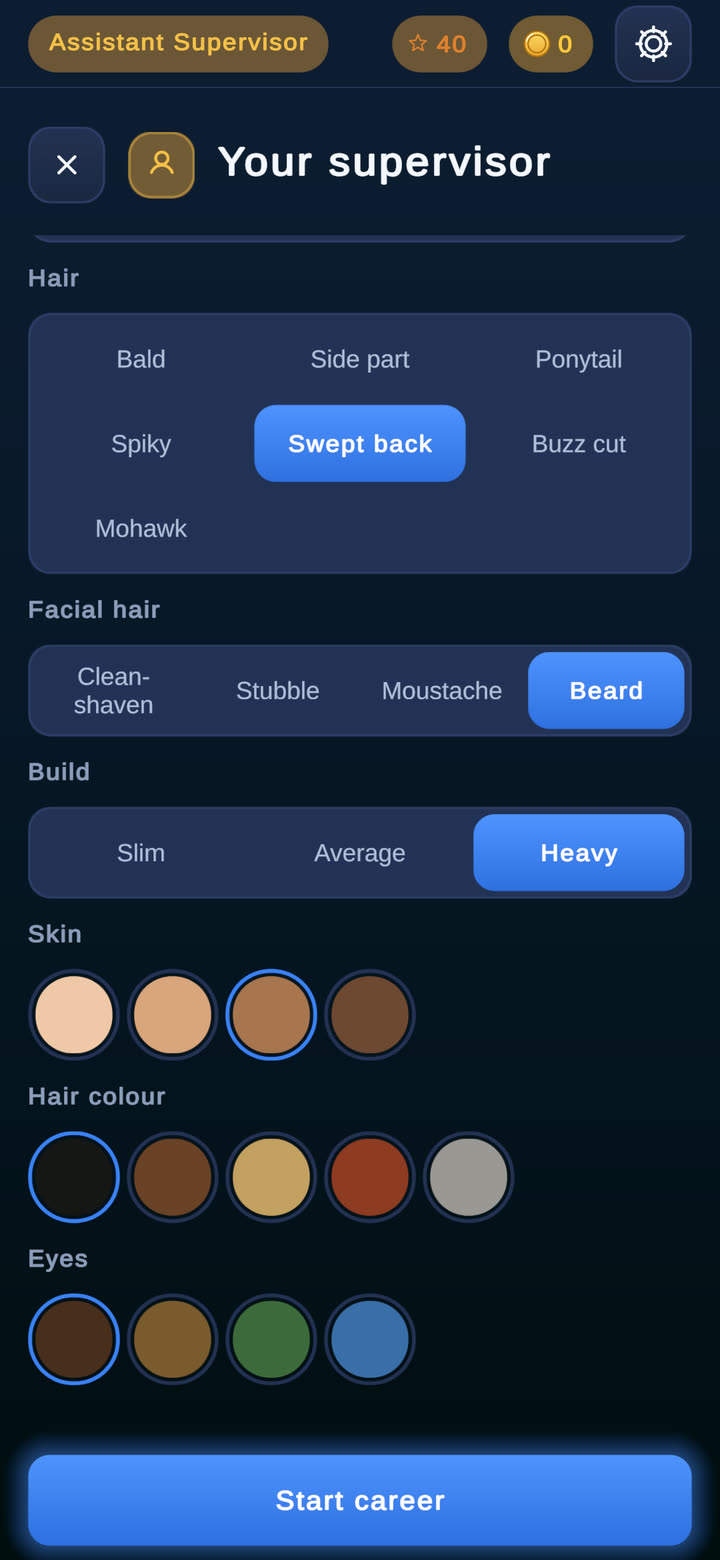 Assistant Supervisor
40
0
Your supervisor
Hair
Bald
Side part
Ponytail
Spiky
Swept back
Buzz cut
Mohawk
Facial hair
Clean-
shaven
Stubble
Moustache
Beard
Build
Slim
Average
Heavy
Skin
Hair colour
Eyes
Start career